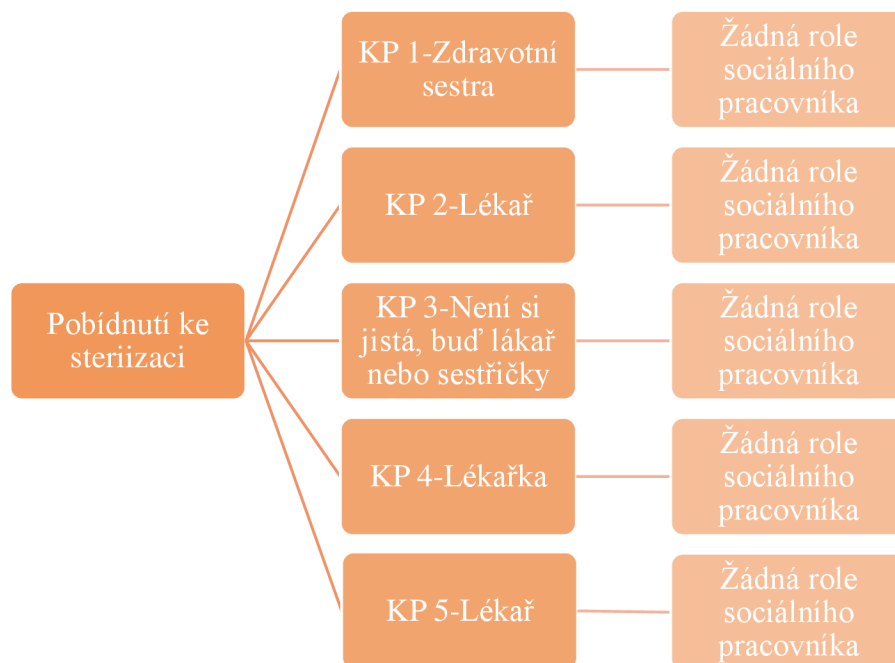 Pobídnutí ke
steriizaci
KP 1-Zdravotní
sestra
Žádná role
sociálního
pracovníka
KP 2-Lékař
Žádná role
sociálního
pracovníka
KP 3-Není si
jistá, buď lákař
nebo sestřičky
Žádná role
sociálního
pracovníka
KP 4-Lékařka
Žádná role
sociálního
pracovníka
KP 5-Lékař
Žádná role
sociálního
pracovníka